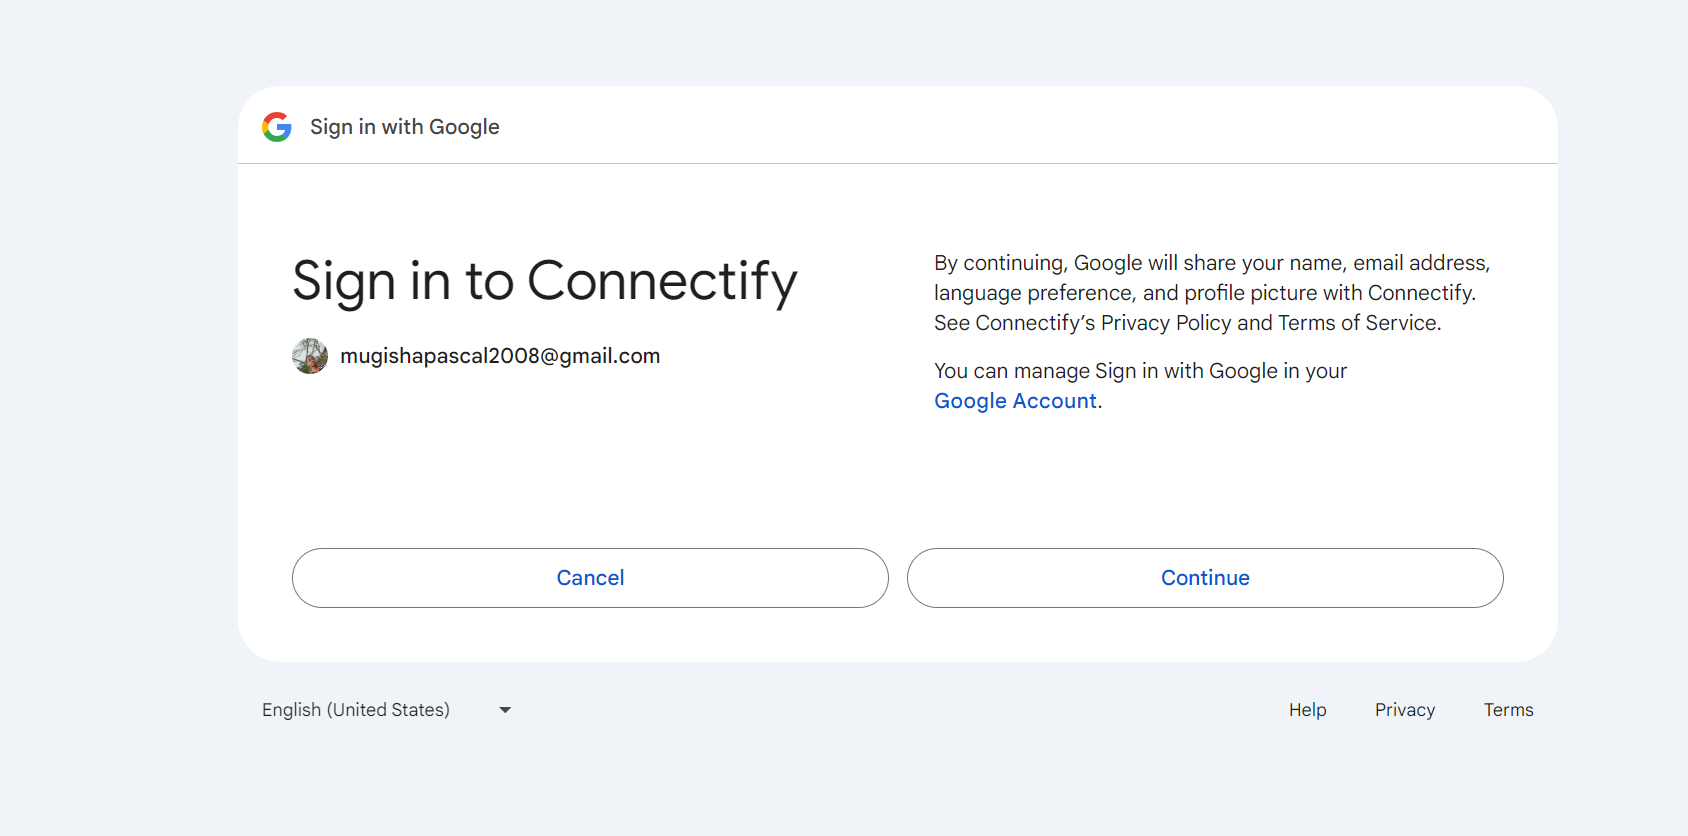 Sign in with Google
Sign in to Connectify
mugishapascal2008@gmail.com
By continuing, Google will share your name, email address,
language preference, and profile picture with Connectify.
See Connectify’s Privacy Policy and Terms of Service.
You can manage Sign in with Google in your
Google Account.
Cancel
Continue
English (United States)
Help
Privacy
Terms